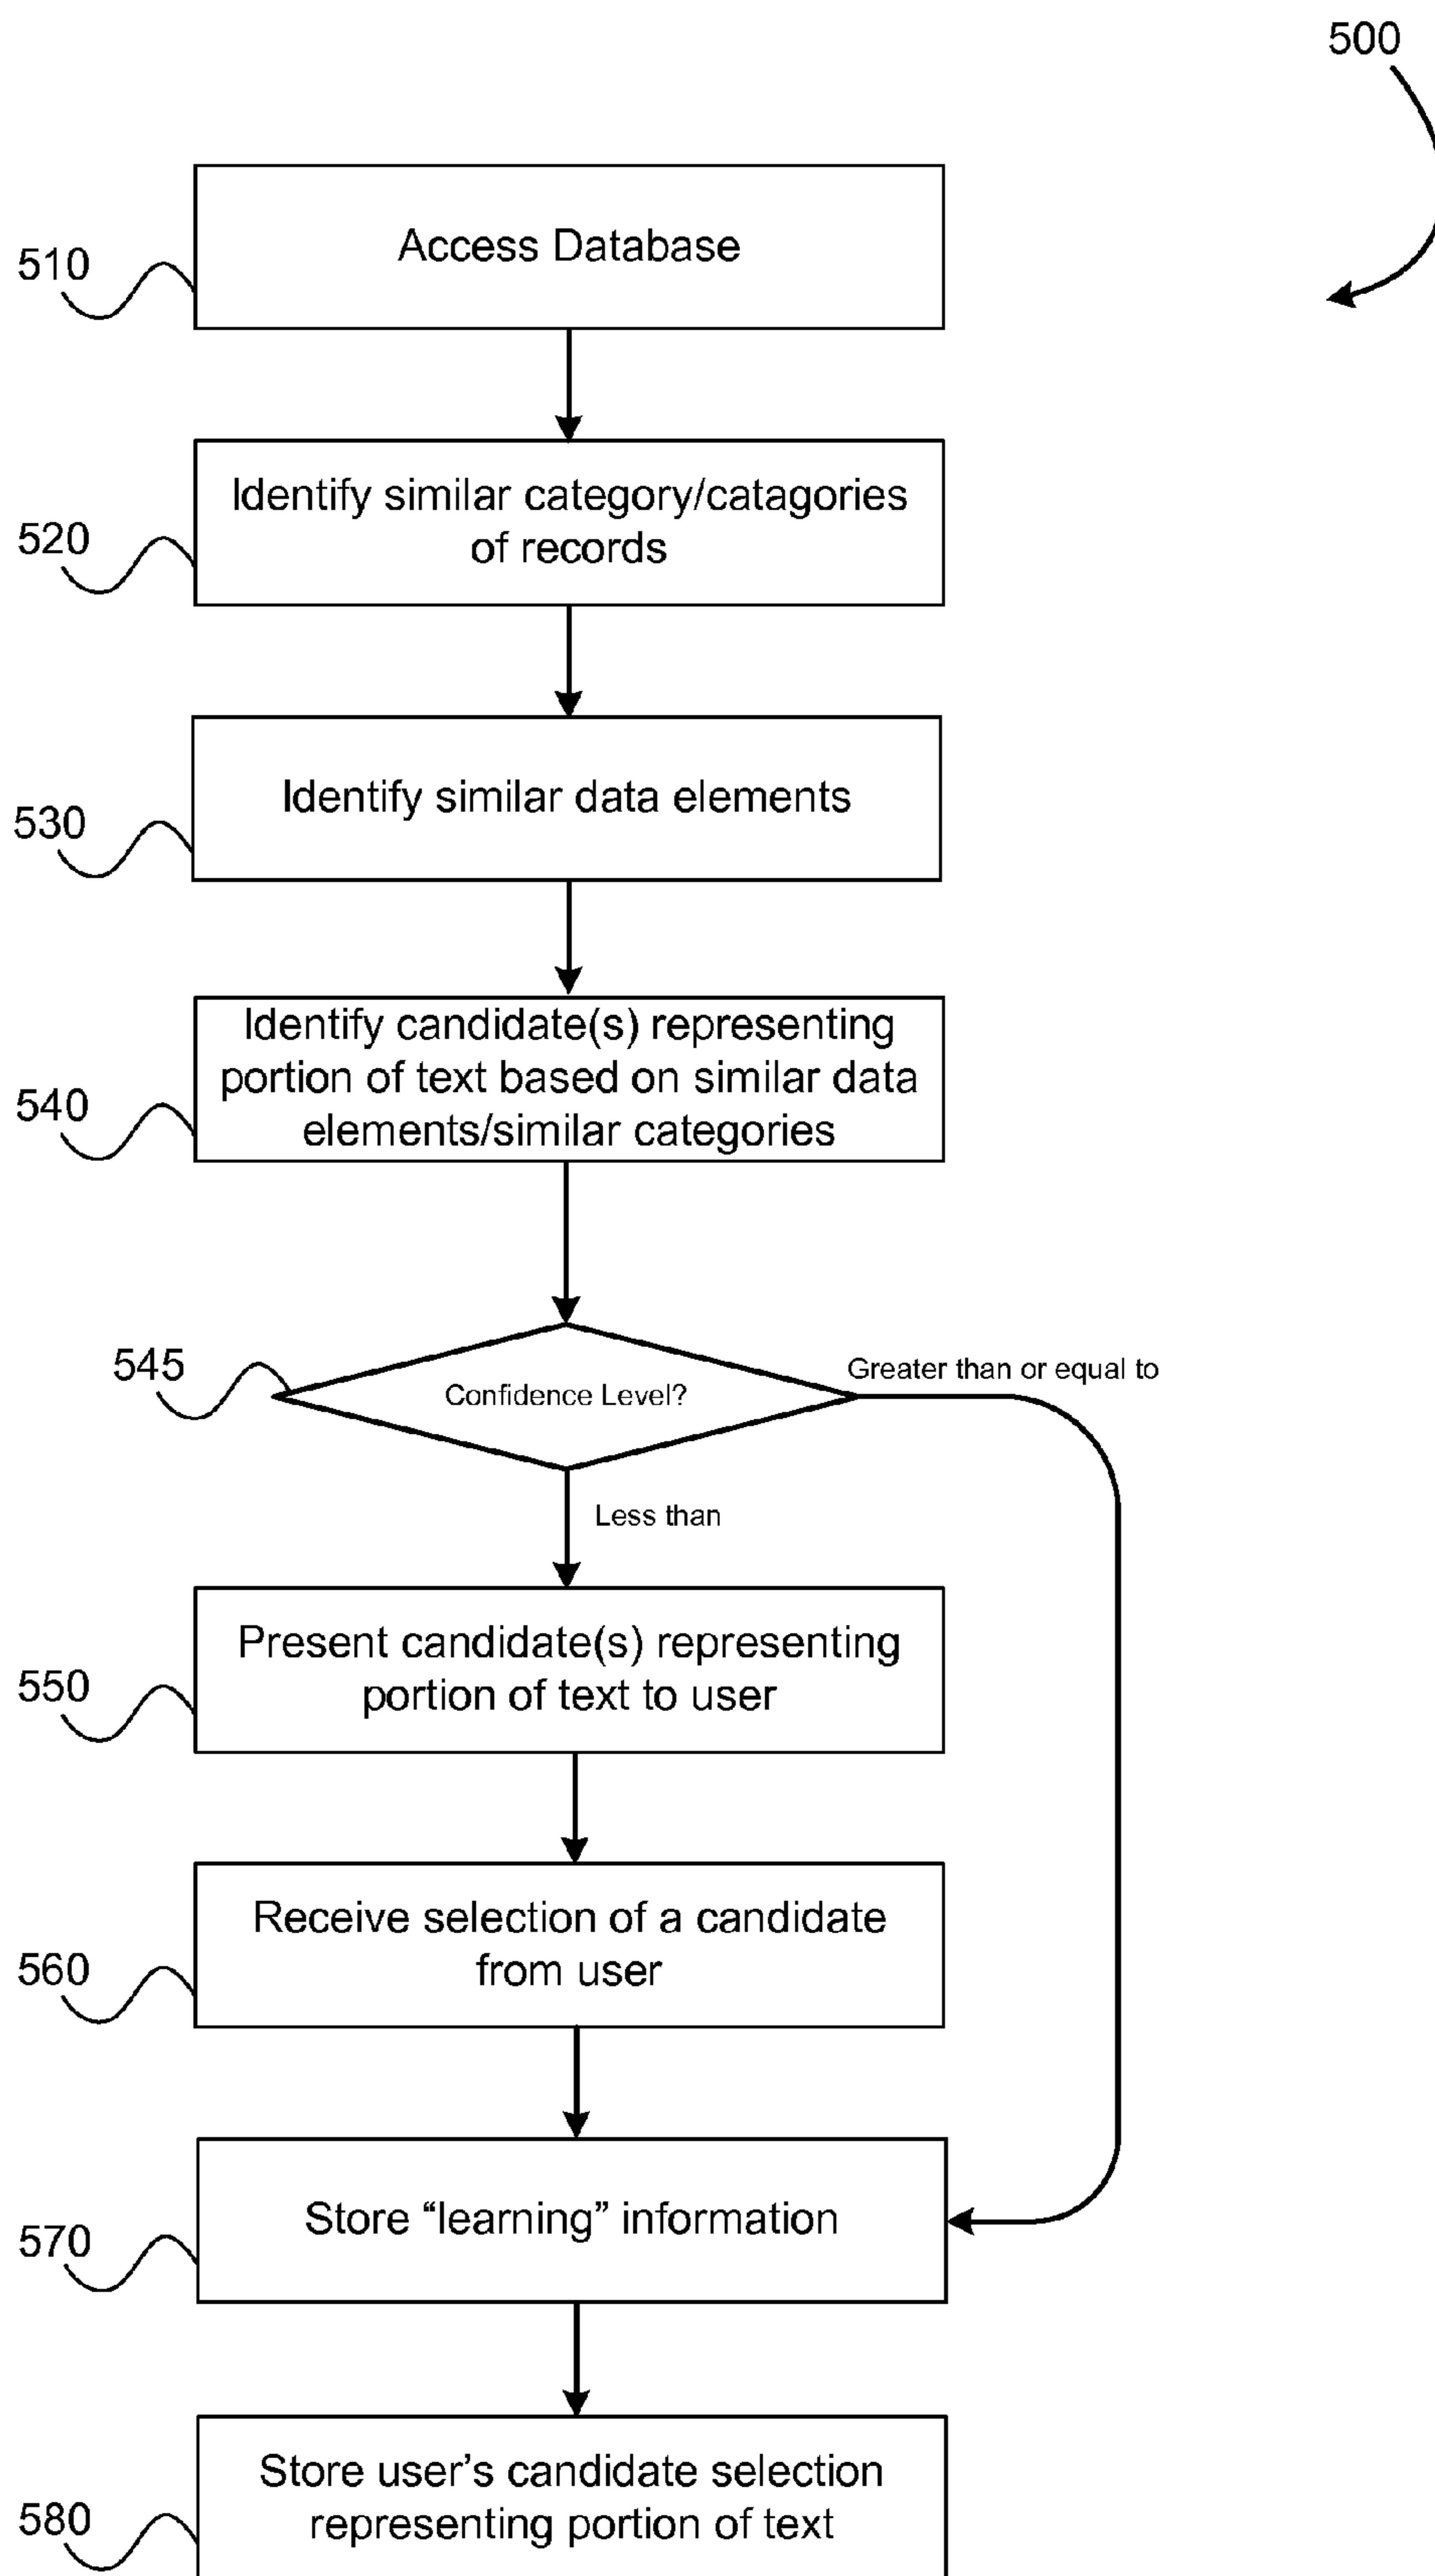 500
Access Database
510
Identify similar category/catagories
of records
520
Identify similar data elements
530
Identify candidate(s) representing
portion of text based on similar data
elements/similar categories
540
545
Confidence Level?
Greater than or equal to
Less than
Present candidate(s) representing
portion of text to user
550
Receive selection of a candidate
from user
560
Store “learning” information
570
Store user’s candidate selection
representing portion of text
580